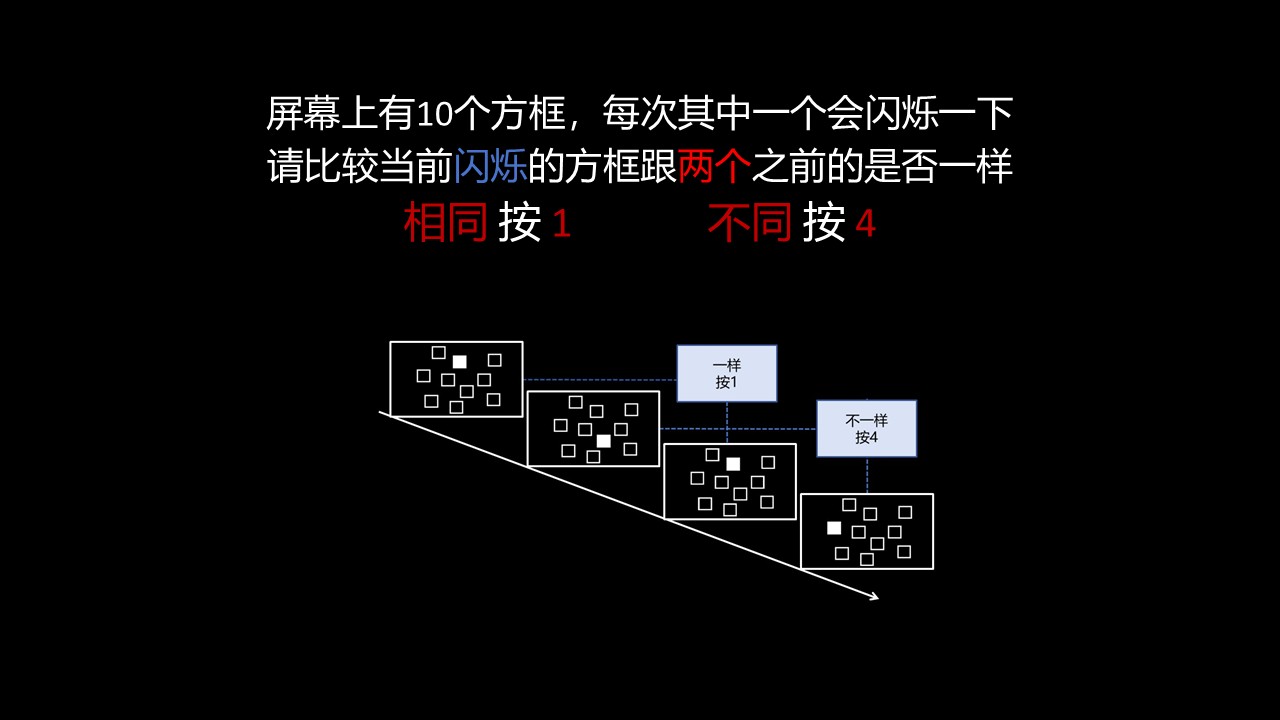 屏幕上有10个方框，每次其中一个会闪烁一下
请比较当前闪烁的方框跟两个之前的是否一样
相同 按 1 不同 按 4
一样
按1
不一样
按4